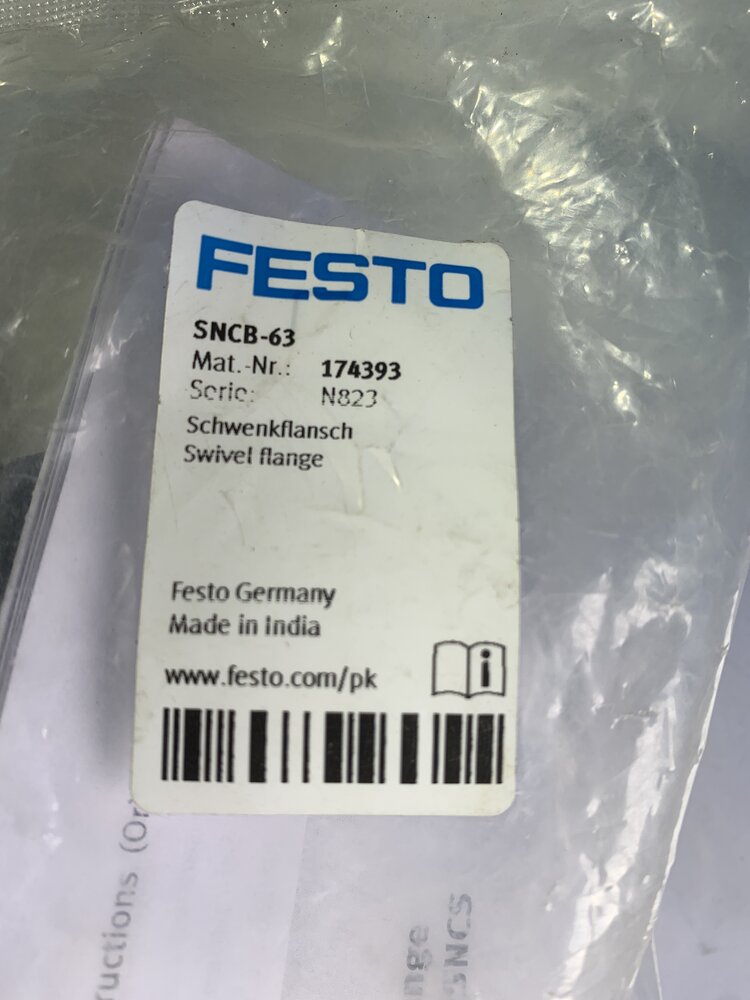 FESTO
SNCB-63
Mat.-Nr.: 174393
Serie: N823
Schwenkflansch
Swivel flange
Festo Germany
Made in India
www.festo.com/pk
i
SNCS